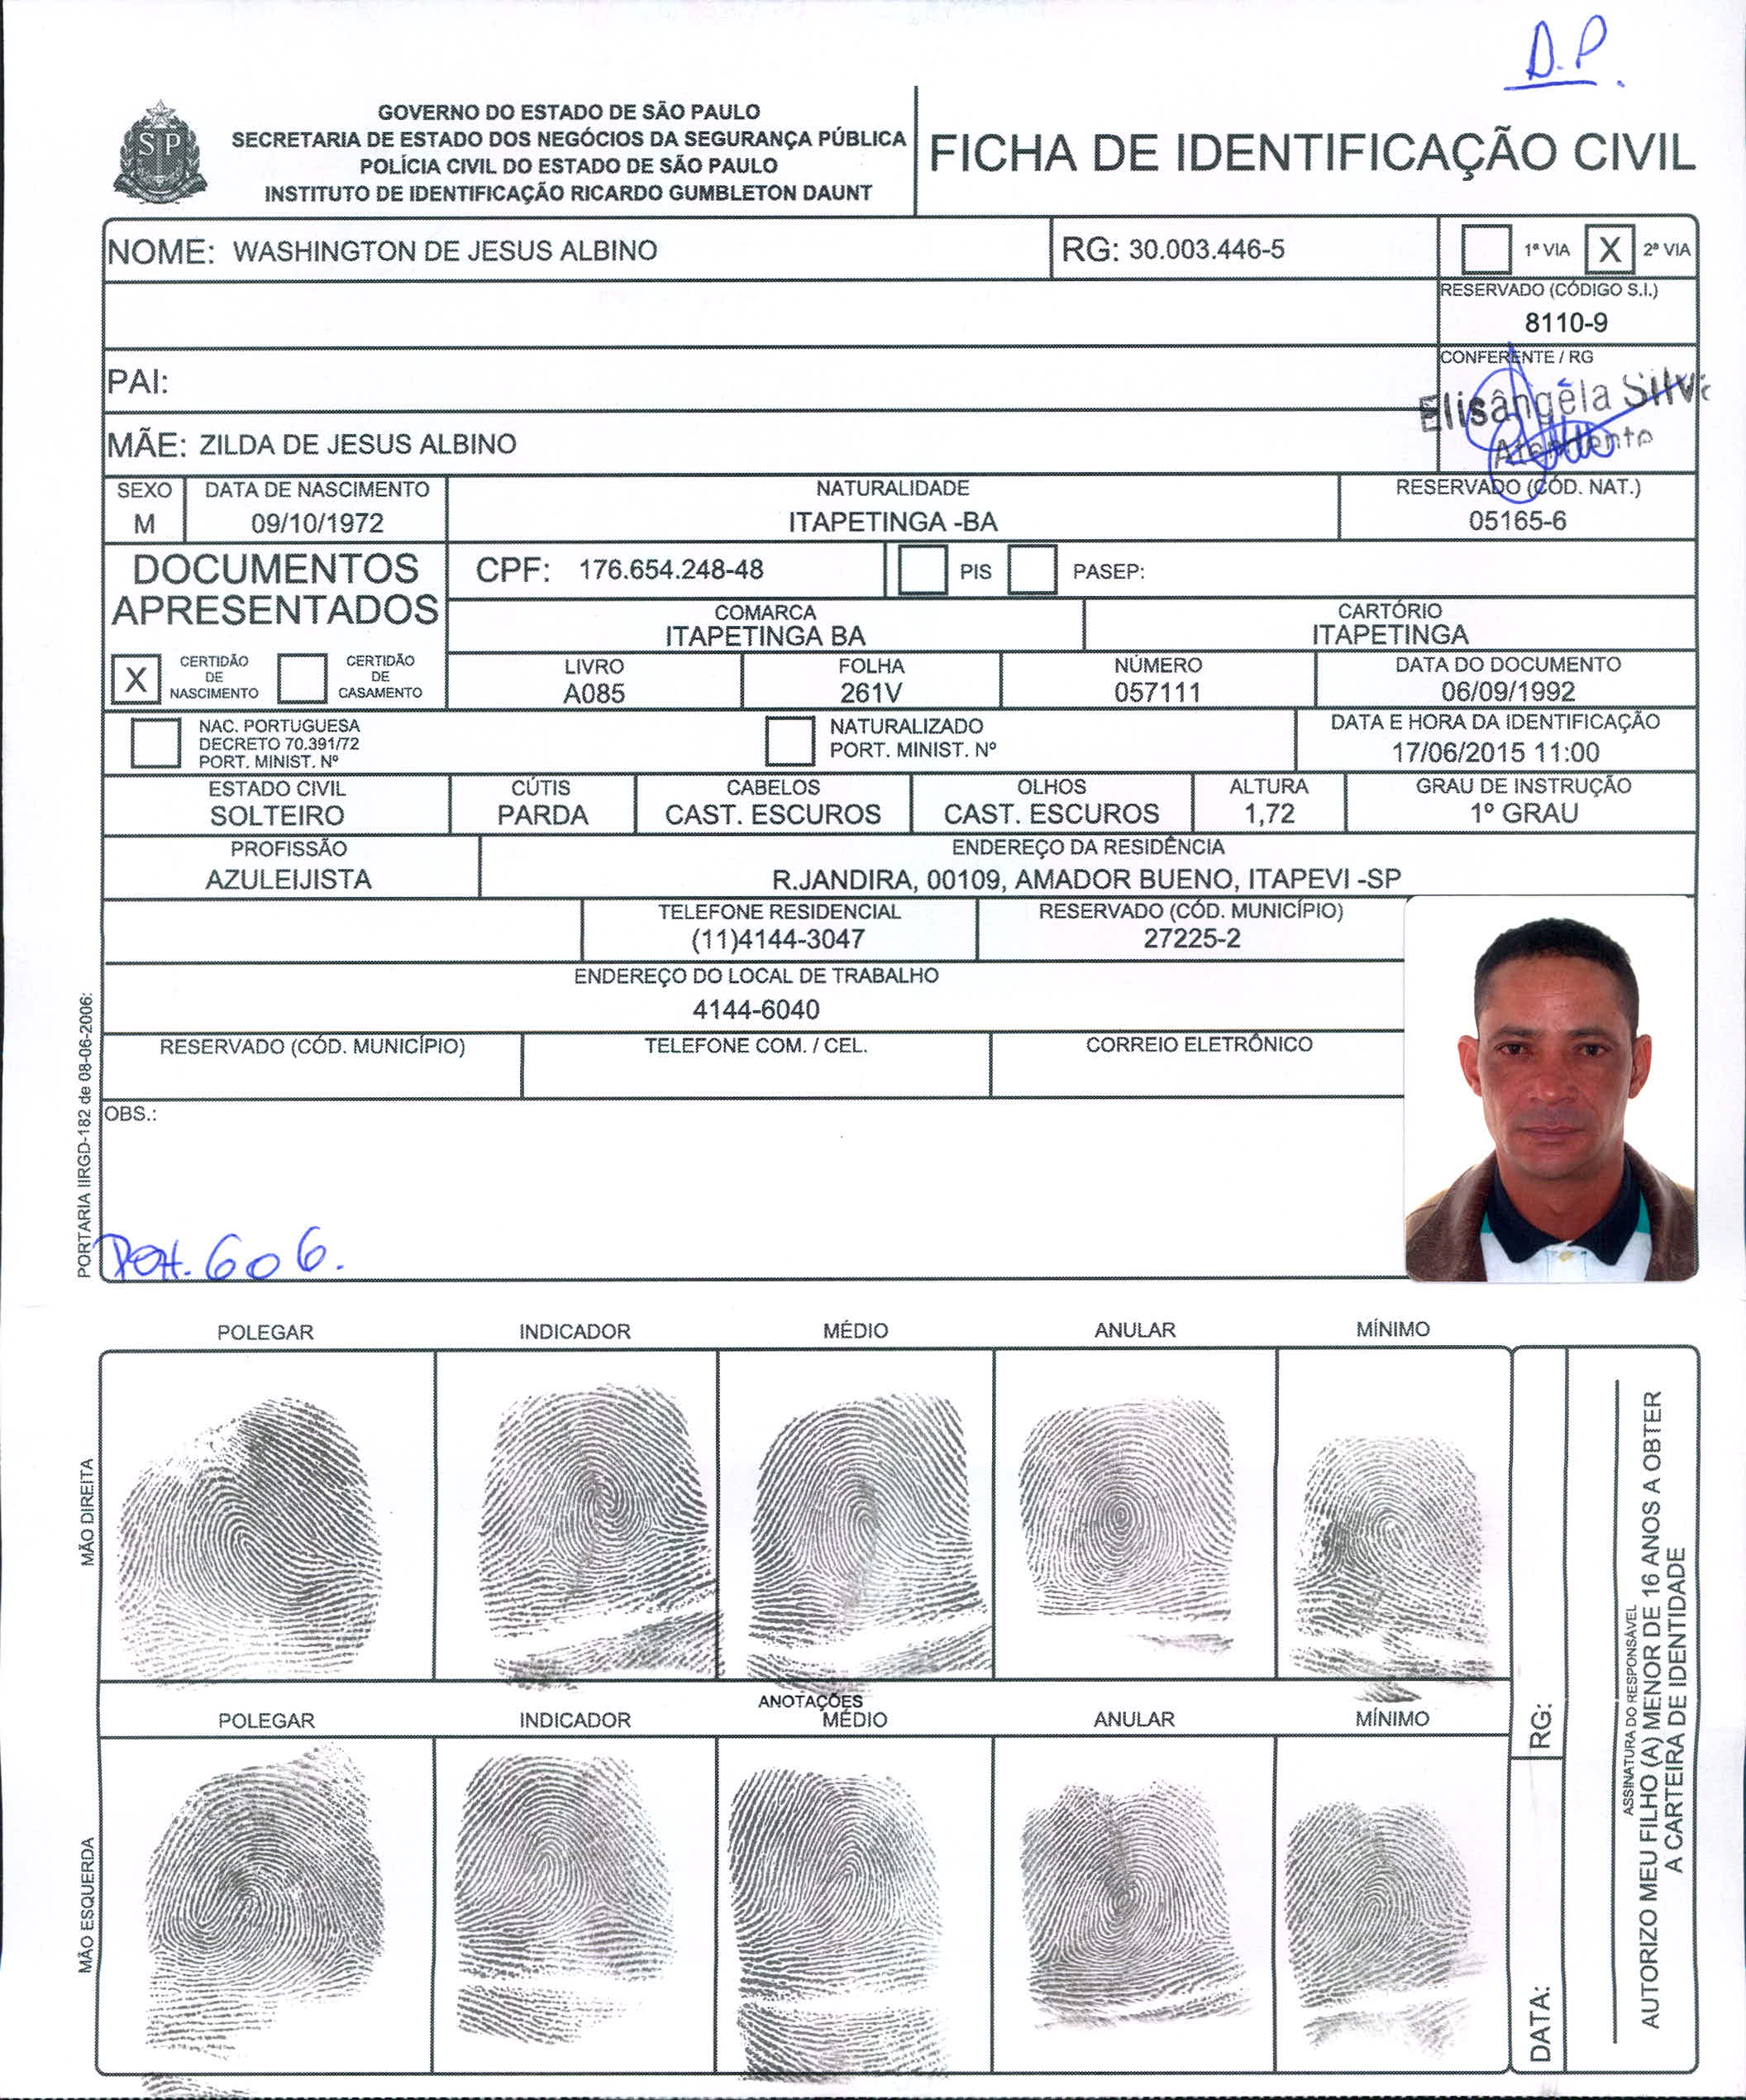 D.P.
GOVERNO DO ESTADO DE SÃO PAULO
SECRETARIA DE ESTADO DOS NEGÓCIOS DA SEGURANÇA PÚBLICA
POLÍCIA CIVIL DO ESTADO DE SÃO PAULO
INSTITUTO DE IDENTIFICAÇÃO RICARDO GUMBLETON DAUNT
SP
FICHA DE IDENTIFICAÇÃO CIVIL
NOME: WASHINGTON DE JESUS ALBINO
RG: 30.003.446-5
1ª VIA X 2ª VIA
RESERVADO (CÓDIGO S.I.)
8110-9
PAI:
CONFERENTE / RG
Elisângela Silva
MÃE: ZILDA DE JESUS ALBINO
SEXO
M
DATA DE NASCIMENTO
09/10/1972
NATURALIDADE
ITAPETINGA -BA
RESERVADO (CÓD. NAT.)
05165-6
DOCUMENTOS
APRESENTADOS
CPF: 176.654.248-48
PIS
PASEP:
COMARCA
ITAPETINGA BA
CARTÓRIO
ITAPETINGA
X
CERTIDÃO
DE
NASCIMENTO
CERTIDÃO
DE
CASAMENTO
LIVRO
A085
FOLHA
261V
NÚMERO
057111
DATA DO DOCUMENTO
06/09/1992
NAC. PORTUGUESA
DECRETO 70.391/72
PORT. MINIST. Nº
NATURALIZADO
PORT. MINIST. Nº
DATA E HORA DA IDENTIFICAÇÃO
17/06/2015 11:00
ESTADO CIVIL
SOLTEIRO
CÚTIS
PARDA
CABELOS
CAST. ESCUROS
OLHOS
CAST. ESCUROS
ALTURA
1,72
GRAU DE INSTRUÇÃO
1º GRAU
PROFISSÃO
AZULEIJISTA
ENDEREÇO DA RESIDÊNCIA
R.JANDIRA, 00109, AMADOR BUENO, ITAPEVI -SP
TELEFONE RESIDENCIAL
(11)4144-3047
RESERVADO (CÓD. MUNICÍPIO)
27225-2
ENDEREÇO DO LOCAL DE TRABALHO
4144-6040
RESERVADO (CÓD. MUNICÍPIO)
TELEFONE COM. / CEL.
CORREIO ELETRÔNICO
OBS.:
606.
PORTARIA IIRGD-182 de 08-06-2006:
POLEGAR INDICADOR MÉDIO ANULAR MÍNIMO
MÃO DIREITA
ANOTAÇÕES
POLEGAR INDICADOR MÉDIO ANULAR MÍNIMO
MÃO ESQUERDA
RG:
DATA:
ASSINATURA DO RESPONSÁVEL
AUTORIZO MEU FILHO (A) MENOR DE 16 ANOS A OBTER
A CARTEIRA DE IDENTIDADE